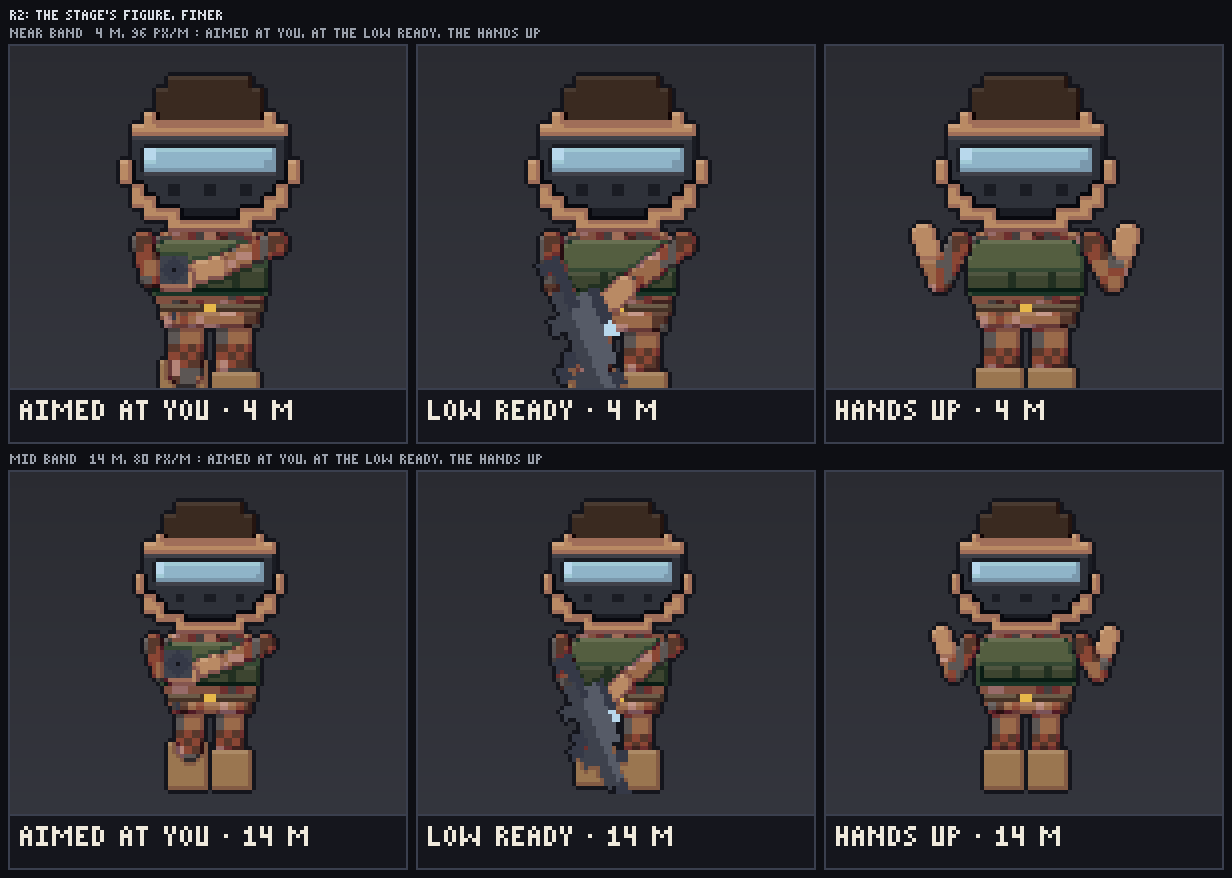 R2: THE STAGE'S FIGURE, FINER
NEAR BAND  4 M, 96 PX/M : AIMED AT YOU, AT THE LOW READY, THE HANDS UP
AIMED AT YOU · 4 M
LOW READY · 4 M
HANDS UP · 4 M
MID BAND  14 M, 80 PX/M : AIMED AT YOU, AT THE LOW READY, THE HANDS UP
AIMED AT YOU · 14 M
LOW READY · 14 M
HANDS UP · 14 M